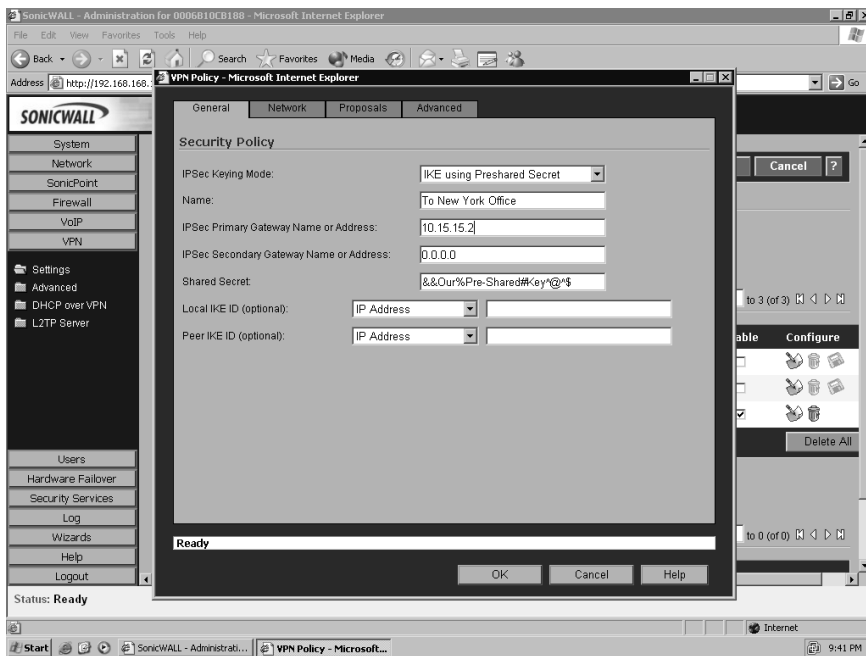 SonicWALL - Administration for 0006B10CB188 - Microsoft Internet Explorer
File Edit View Favorites Tools Help
Back Search Favorites Media
Address http://192.168.168. Go
SONICWALL
System
Network
SonicPoint
Firewall
VoIP
VPN
Settings
Advanced
DHCP over VPN
L2TP Server
Users
Hardware Failover
Security Services
Log
Wizards
Help
Logout
Status: Ready
VPN Policy - Microsoft Internet Explorer
General Network Proposals Advanced
Security Policy
IPSec Keying Mode: IKE using Preshared Secret
Name: To New York Office
IPSec Primary Gateway Name or Address: 10.15.15.2
IPSec Secondary Gateway Name or Address: 0.0.0.0
Shared Secret: &&Our%Pre-Shared#Key^@^$
Local IKE ID (optional): IP Address
Peer IKE ID (optional): IP Address
Ready
OK Cancel Help
Cancel ?
to 3 (of 3)
able Configure
Delete All
to 0 (of 0)
Internet
Start SonicWALL - Administrati... VPN Policy - Microsoft... 9:41 PM